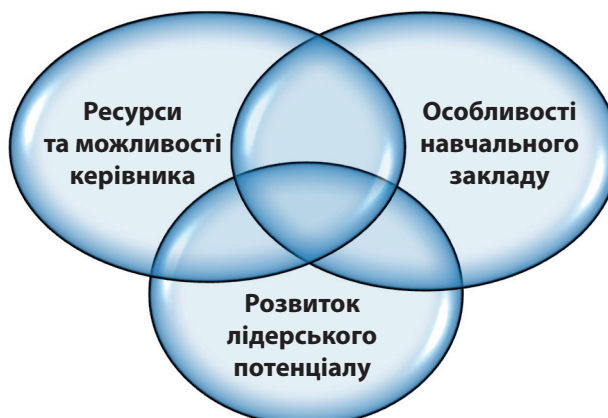 Ресурси
та можливості
керівника
Особливості
навчального
закладу
Розвиток
лідерського
потенціалу